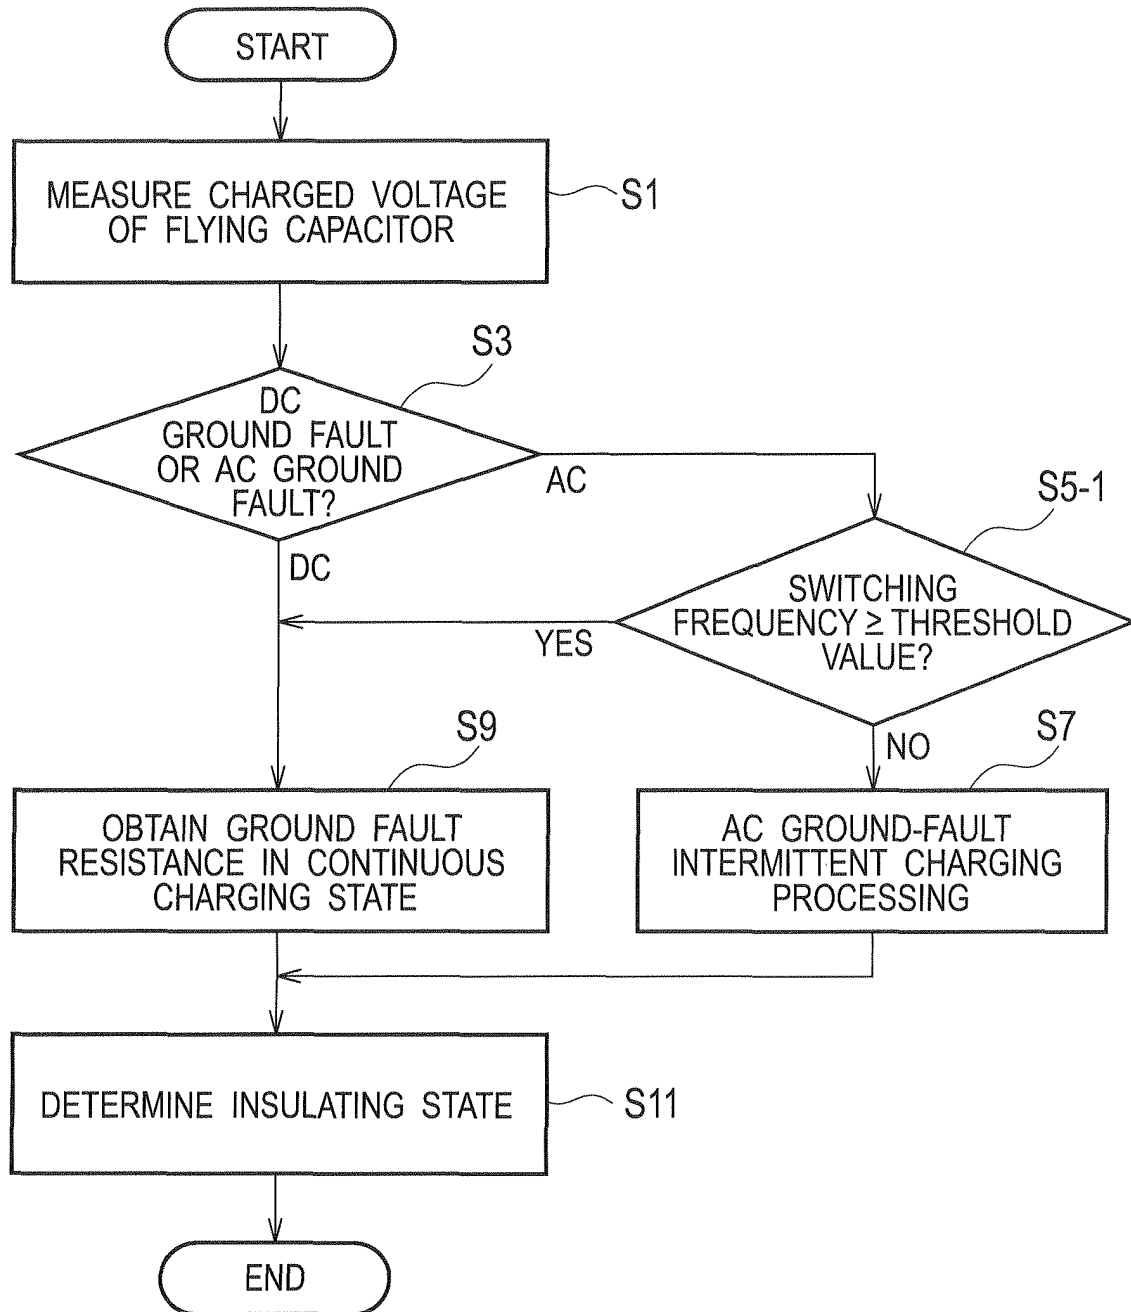 START
MEASURE CHARGED VOLTAGE
OF FLYING CAPACITOR
S1
S3
DC
GROUND FAULT
OR AC GROUND
FAULT?
AC
DC
S5-1
SWITCHING
FREQUENCY ≥ THRESHOLD
VALUE?
YES
NO
S9
OBTAIN GROUND FAULT
RESISTANCE IN CONTINUOUS
CHARGING STATE
S7
AC GROUND-FAULT
INTERMITTENT CHARGING
PROCESSING
DETERMINE INSULATING STATE
S11
END